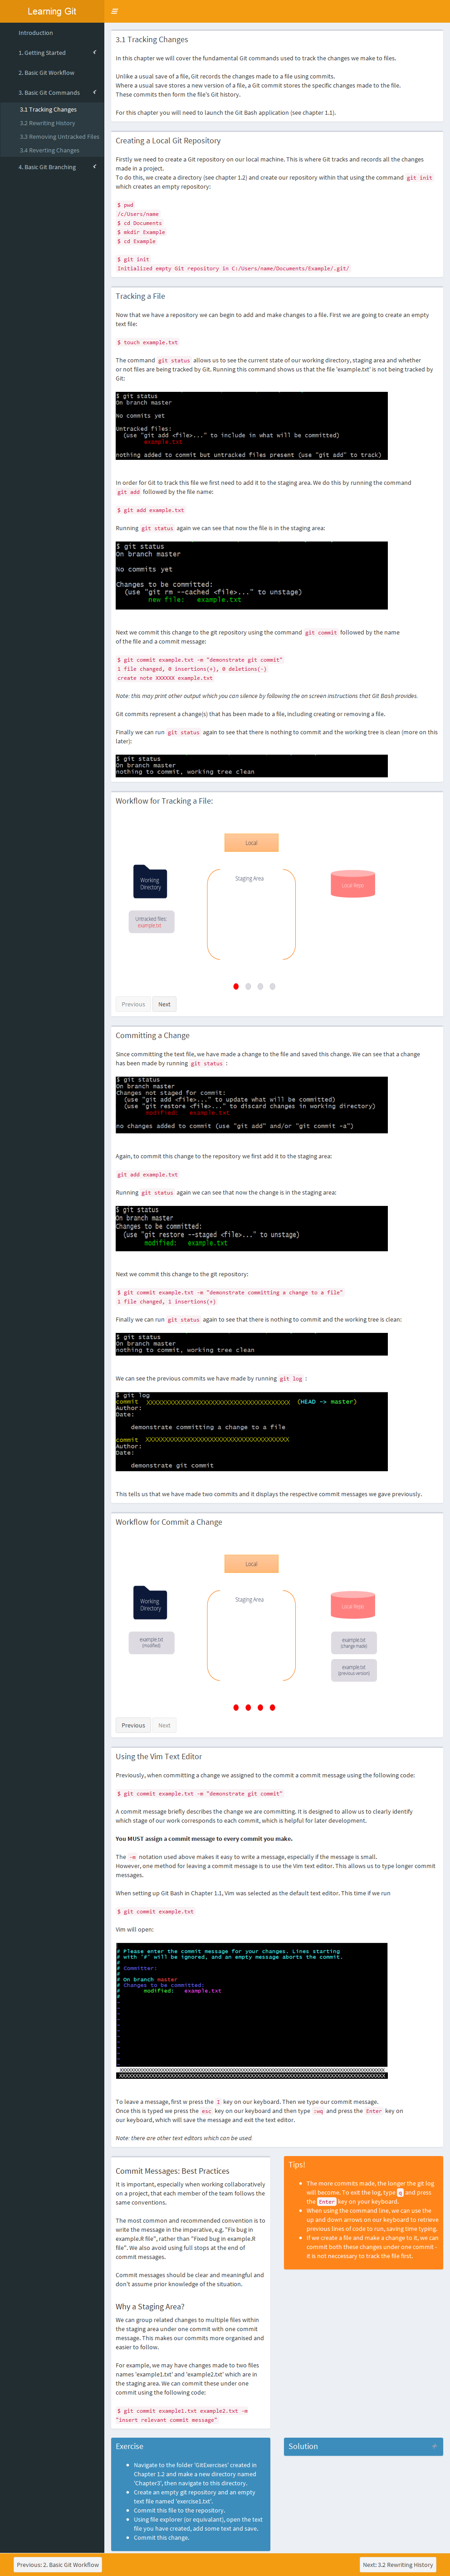 Learning Git
Introduction
1. Getting Started
2. Basic Git Workflow
3. Basic Git Commands
3.1 Tracking Changes
3.2 Rewriting History
3.3 Removing Untracked Files
3.4 Reverting Changes
4. Basic Git Branching
3.1 Tracking Changes
In this chapter we will cover the fundamental Git commands used to track the changes we make to files.
Unlike a usual save of a file, Git records the changes made to a file using commits.
Where a usual save stores a new version of a file, a Git commit stores the specific changes made to the file.
These commits then form the file's Git history.
For this chapter you will need to launch the Git Bash application (see chapter 1.1).
Creating a Local Git Repository
Firstly we need to create a Git repository on our local machine. This is where Git tracks and records all the changes
made in a project.
To do this, we create a directory (see chapter 1.2) and create our repository within that using the command git init
which creates an empty repository:
$ pwd
/c/Users/name
$ cd Documents
$ mkdir Example
$ cd Example
$ git init
Initialized empty Git repository in C:/Users/name/Documents/Example/.git/
Tracking a File
Now that we have a repository we can begin to add and make changes to a file. First we are going to create an empty
text file:
$ touch example.txt
The command git status allows us to see the current state of our working directory, staging area and whether
or not files are being tracked by Git. Running this command shows us that the file 'example.txt' is not being tracked by
Git:
$ git status
On branch master
No commits yet
Untracked files:
(use "git add <file>..." to include in what will be committed)
example.txt
nothing added to commit but untracked files present (use "git add" to track)
In order for Git to track this file we first need to add it to the staging area. We do this by running the command
git add followed by the file name:
$ git add example.txt
Running git status again we can see that now the file is in the staging area:
$ git status
On branch master
No commits yet
Changes to be committed:
(use "git rm --cached <file>..." to unstage)
new file: example.txt
Next we commit this change to the git repository using the command git commit followed by the name
of the file and a commit message:
$ git commit example.txt -m "demonstrate git commit"
1 file changed, 0 insertions(+), 0 deletions(-)
create note XXXXXX example.txt
Note: this may print other output which you can silence by following the on screen instructions that Git Bash provides.
Git commits represent a change(s) that has been made to a file, including creating or removing a file.
Finally we can run git status again to see that there is nothing to commit and the working tree is clean (more on this
later):
$ git status
On branch master
nothing to commit, working tree clean
Workflow for Tracking a File:
Local
Working
Directory
Staging Area
Local Repo
Untracked files:
example.txt
Previous Next
Committing a Change
Since committing the text file, we have made a change to the file and saved this change. We can see that a change
has been made by running git status :
$ git status
On branch master
Changes not staged for commit:
(use "git add <file>..." to update what will be committed)
(use "git restore <file>..." to discard changes in working directory)
modified: example.txt
no changes added to commit (use "git add" and/or "git commit -a")
Again, to commit this change to the repository we first add it to the staging area:
git add example.txt
Running git status again we can see that now the change is in the staging area:
$ git status
On branch master
Changes to be committed:
(use "git restore --staged <file>..." to unstage)
modified: example.txt
Next we commit this change to the git repository:
$ git commit example.txt -m "demonstrate committing a change to a file"
1 file changed, 1 insertions(+)
Finally we can run git status again to see that there is nothing to commit and the working tree is clean:
$ git status
On branch master
nothing to commit, working tree clean
We can see the previous commits we have made by running git log :
$ git log
commit XXXXXXXXXXXXXXXXXXXXXXXXXXXXXXXXXXXXXXXX (HEAD -> master)
Author:
Date:
demonstrate committing a change to a file
commit XXXXXXXXXXXXXXXXXXXXXXXXXXXXXXXXXXXXXXXX
Author:
Date:
demonstrate git commit
This tells us that we have made two commits and it displays the respective commit messages we gave previously.
Workflow for Commit a Change
Local
Working
Directory
Staging Area
Local Repo
example.txt
(modified)
example.txt
(change made)
example.txt
(previous version)
Previous Next
Using the Vim Text Editor
Previously, when committing a change we assigned to the commit a commit message using the following code:
$ git commit example.txt -m "demonstrate git commit"
A commit message briefly describes the change we are committing. It is designed to allow us to clearly identify
which stage of our work corresponds to each commit, which is helpful for later development.
You MUST assign a commit message to every commit you make.
The -m notation used above makes it easy to write a message, especially if the message is small.
However, one method for leaving a commit message is to use the Vim text editor. This allows us to type longer commit
messages.
When setting up Git Bash in Chapter 1.1, Vim was selected as the default text editor. This time if we run
$ git commit example.txt
Vim will open:
# Please enter the commit message for your changes. Lines starting
# with '#' will be ignored, and an empty message aborts the commit.
#
# Committer:
#
# On branch master
# Changes to be committed:
# modified: example.txt
#
To leave a message, first w press the I key on our keyboard. Then we type our commit message.
Once this is typed we press the esc key on our keyboard and then type :wq and press the Enter key on
our keyboard, which will save the message and exit the text editor.
Note: there are other text editors which can be used.
Commit Messages: Best Practices
It is important, especially when working collaboratively
on a project, that each member of the team follows the
same conventions.
The most common and recommended convention is to
write the message in the imperative, e.g. "Fix bug in
example.R file", rather than "Fixed bug in example.R
file". We also avoid using full stops at the end of
commit messages.
Commit messages should be clear and meaningful and
don't assume prior knowledge of the situation.
Why a Staging Area?
We can group related changes to multiple files within
the staging area under one commit with one commit
message. This makes our commits more organised and
easier to follow.
For example, we may have changes made to two files
names 'example1.txt' and 'example2.txt' which are in
the staging area. We can commit these under one
commit using the following code:
$ git commit example1.txt example2.txt -m
"insert relevant commit message"
Tips!
The more commits made, the longer the git log
will become. To exit the log, type q and press
the Enter key on your keyboard.
When using the command line, we can use the
up and down arrows on our keyboard to retrieve
previous lines of code to run, saving time typing.
If we create a file and make a change to it, we can
commit both these changes under one commit -
it is not neccessary to track the file first.
Exercise
Navigate to the folder 'GitExercises' created in
Chapter 1.2 and make a new directory named
'Chapter3', then navigate to this directory.
Create an empty git repository and an empty
text file named 'exercise1.txt'.
Commit this file to the repository.
Using file explorer (or equivalent), open the text
file you have created, add some text and save.
Commit this change.
Solution
Previous: 2. Basic Git Workflow
Next: 3.2 Rewriting History